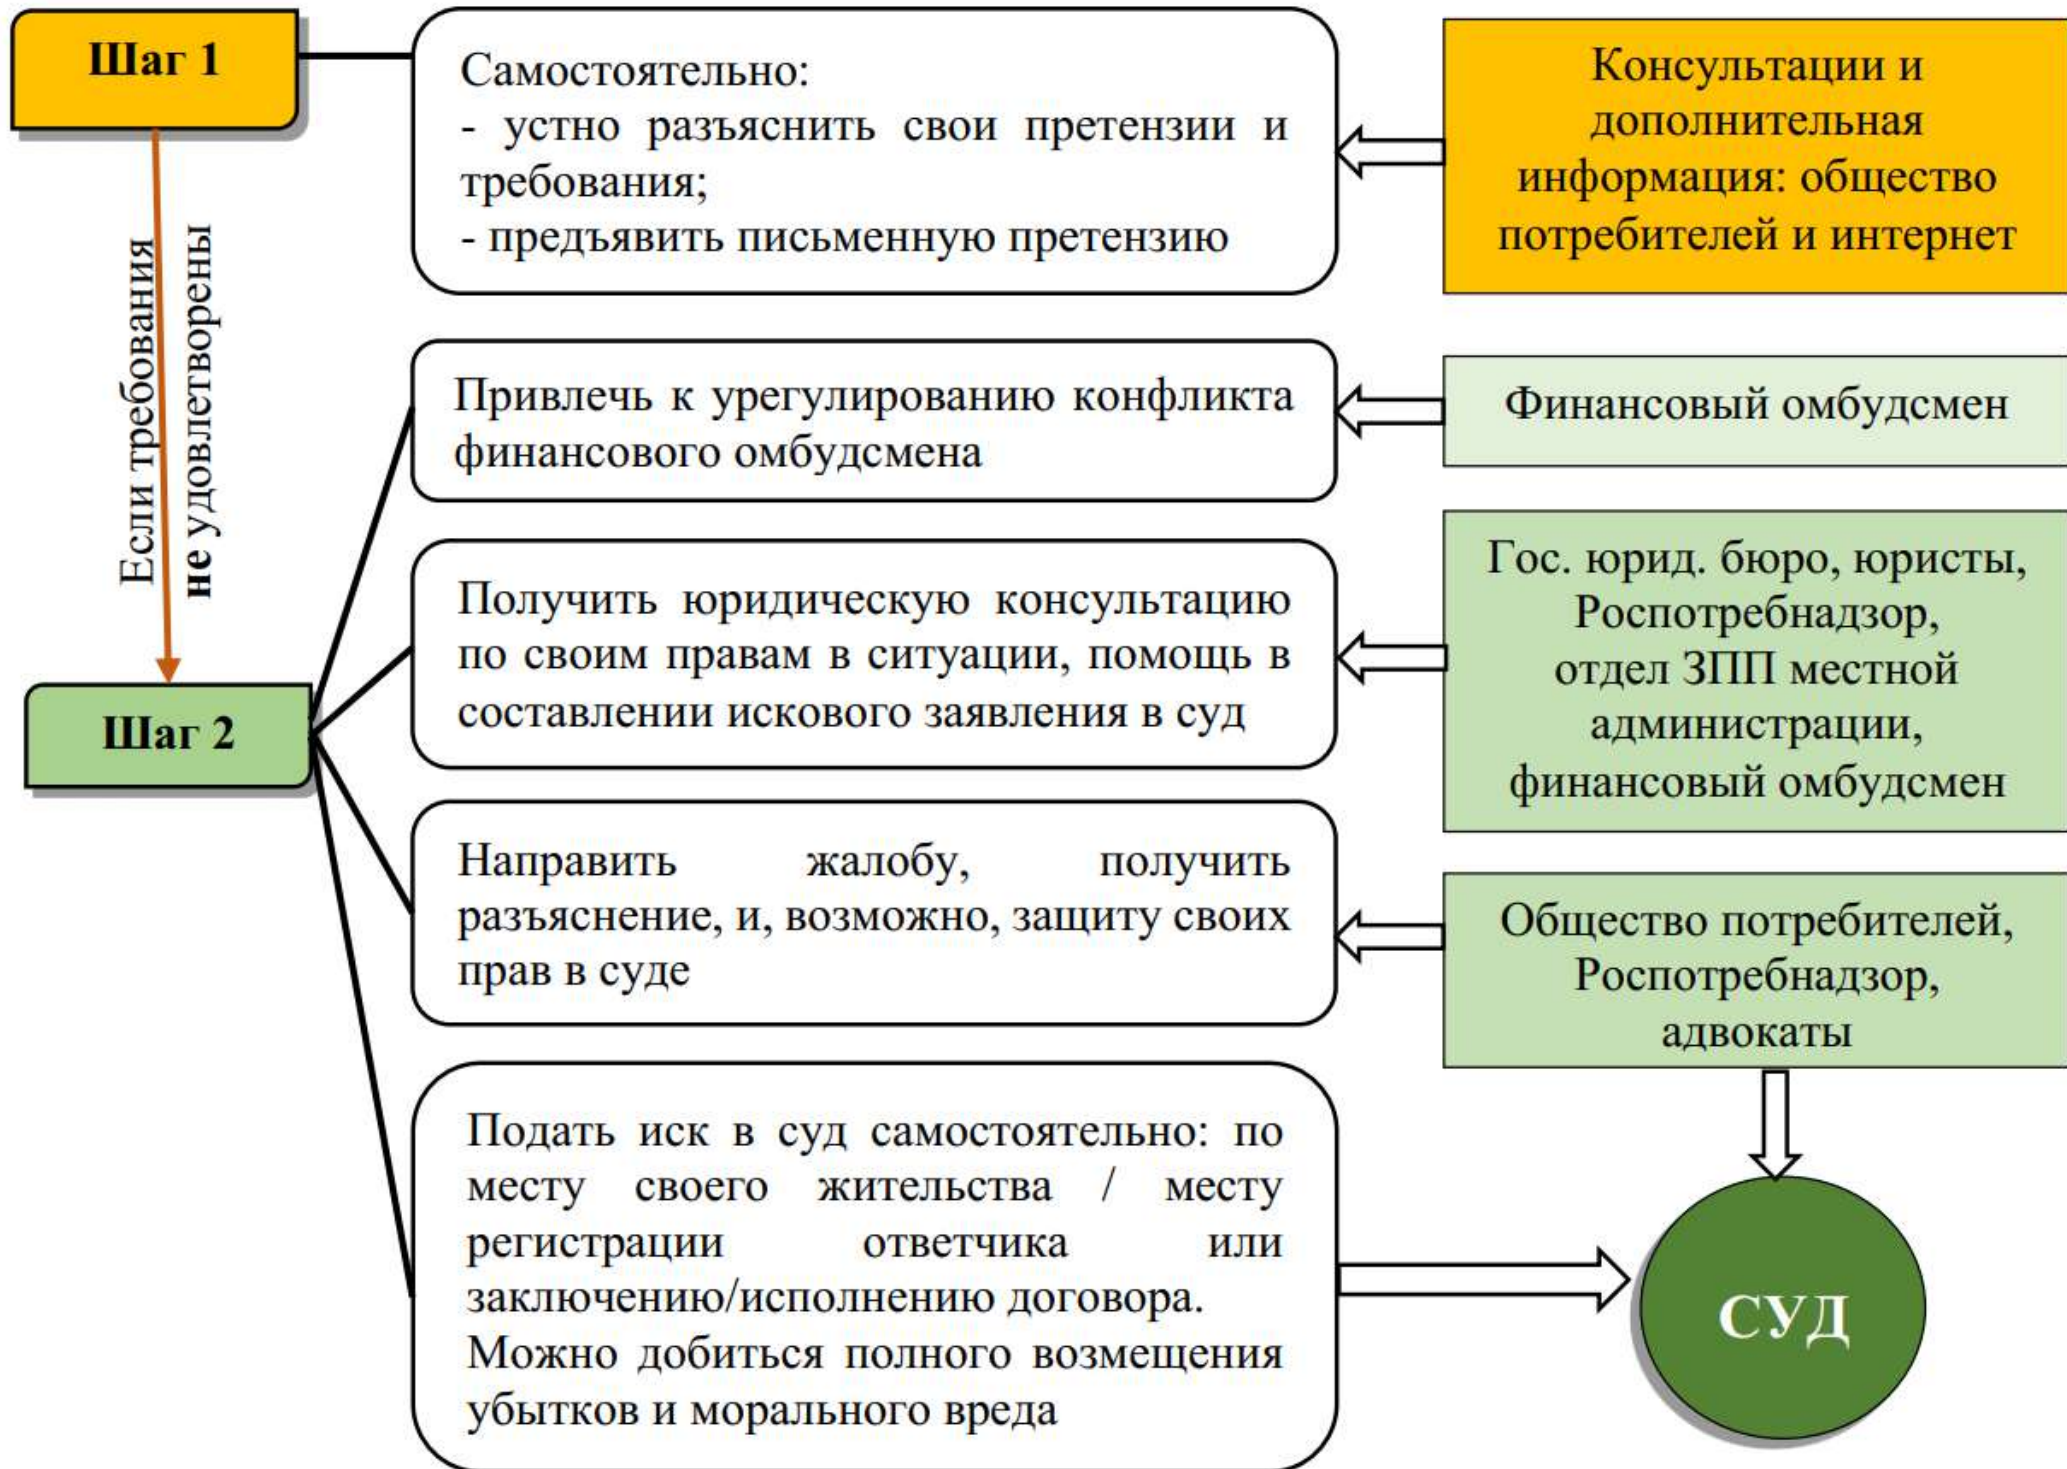 Шаг 1
Самостоятельно:
- устно разъяснить свои претензии и
требования;
- предъявить письменную претензию
Консультации и
дополнительная
информация: общество
потребителей и интернет
Если требования
не удовлетворены
Привлечь к урегулированию конфликта
финансового омбудсмена
Финансовый омбудсмен
Шаг 2
Получить юридическую консультацию
по своим правам в ситуации, помощь в
составлении искового заявления в суд
Гос. юрид. бюро, юристы,
Роспотребнадзор,
отдел ЗПП местной
администрации,
финансовый омбудсмен
Направить жалобу, получить
разъяснение, и, возможно, защиту своих
прав в суде
Общество потребителей,
Роспотребнадзор,
адвокаты
Подать иск в суд самостоятельно: по
месту своего жительства / месту
регистрации ответчика или
заключению/исполнению договора.
Можно добиться полного возмещения
убытков и морального вреда
СУД